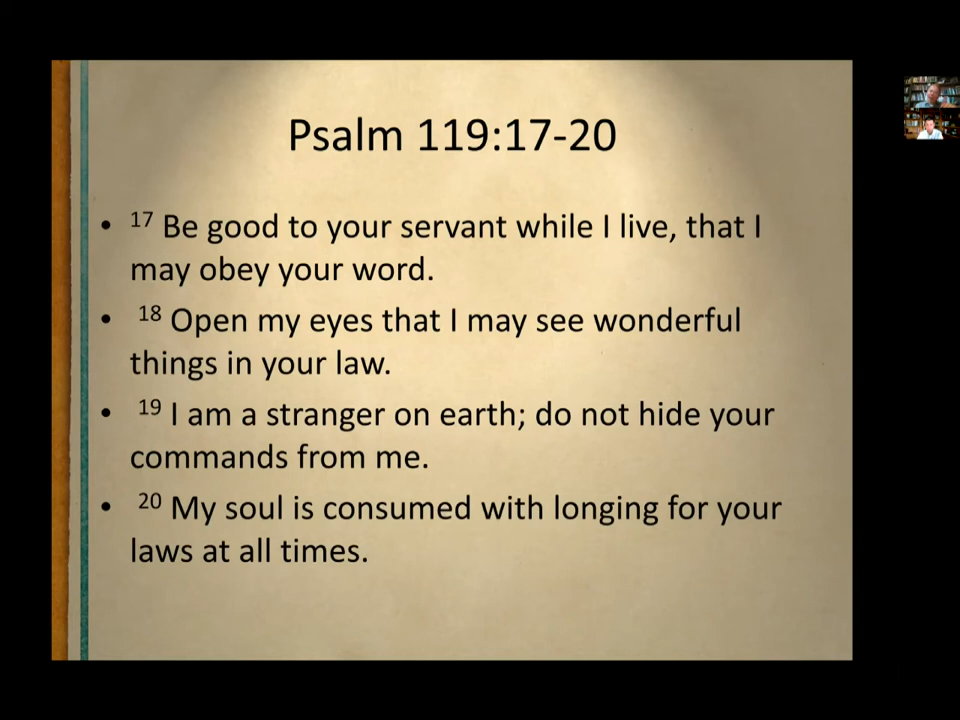 Psalm 119:17-20
• 17 Be good to your servant while I live, that I
may obey your word.
• 18 Open my eyes that I may see wonderful
things in your law.
• 19 I am a stranger on earth; do not hide your
commands from me.
• 20 My soul is consumed with longing for your
laws at all times.